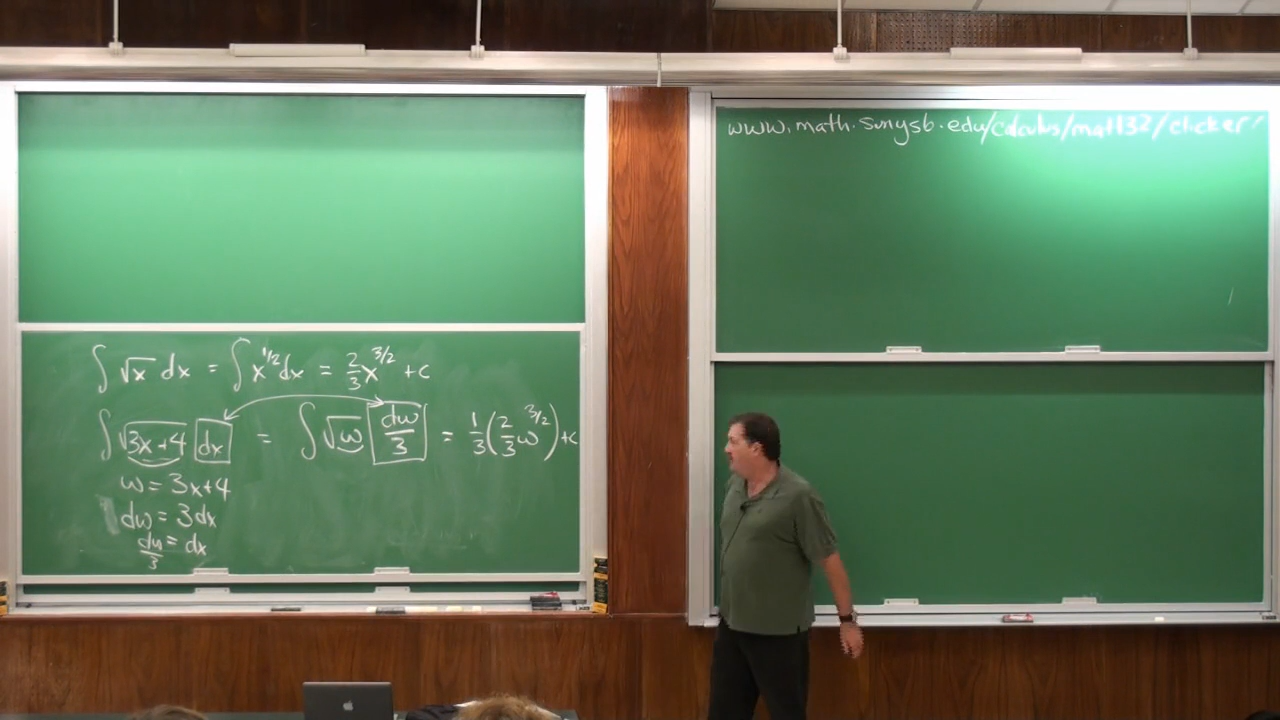 ∫ √x dx = ∫ x^1/2 dx = 2/3 x^3/2 + c
∫ √3x+4 dx = ∫ √w dw/3 = 1/3 (2/3 w^3/2) + c
w = 3x+4
dw = 3dx
dw/3 = dx
www.math.sunysb.edu/calculus/mat132/clicker/